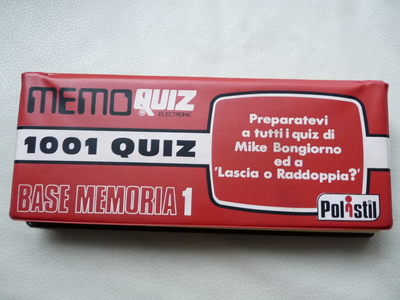 MEMO QUIZ
ELECTRONIC
1001 QUIZ
BASE MEMORIA 1
Preparatevi
a tutti i quiz di
Mike Bongiorno
ed a
'Lascia o Raddoppia?'
Polistil